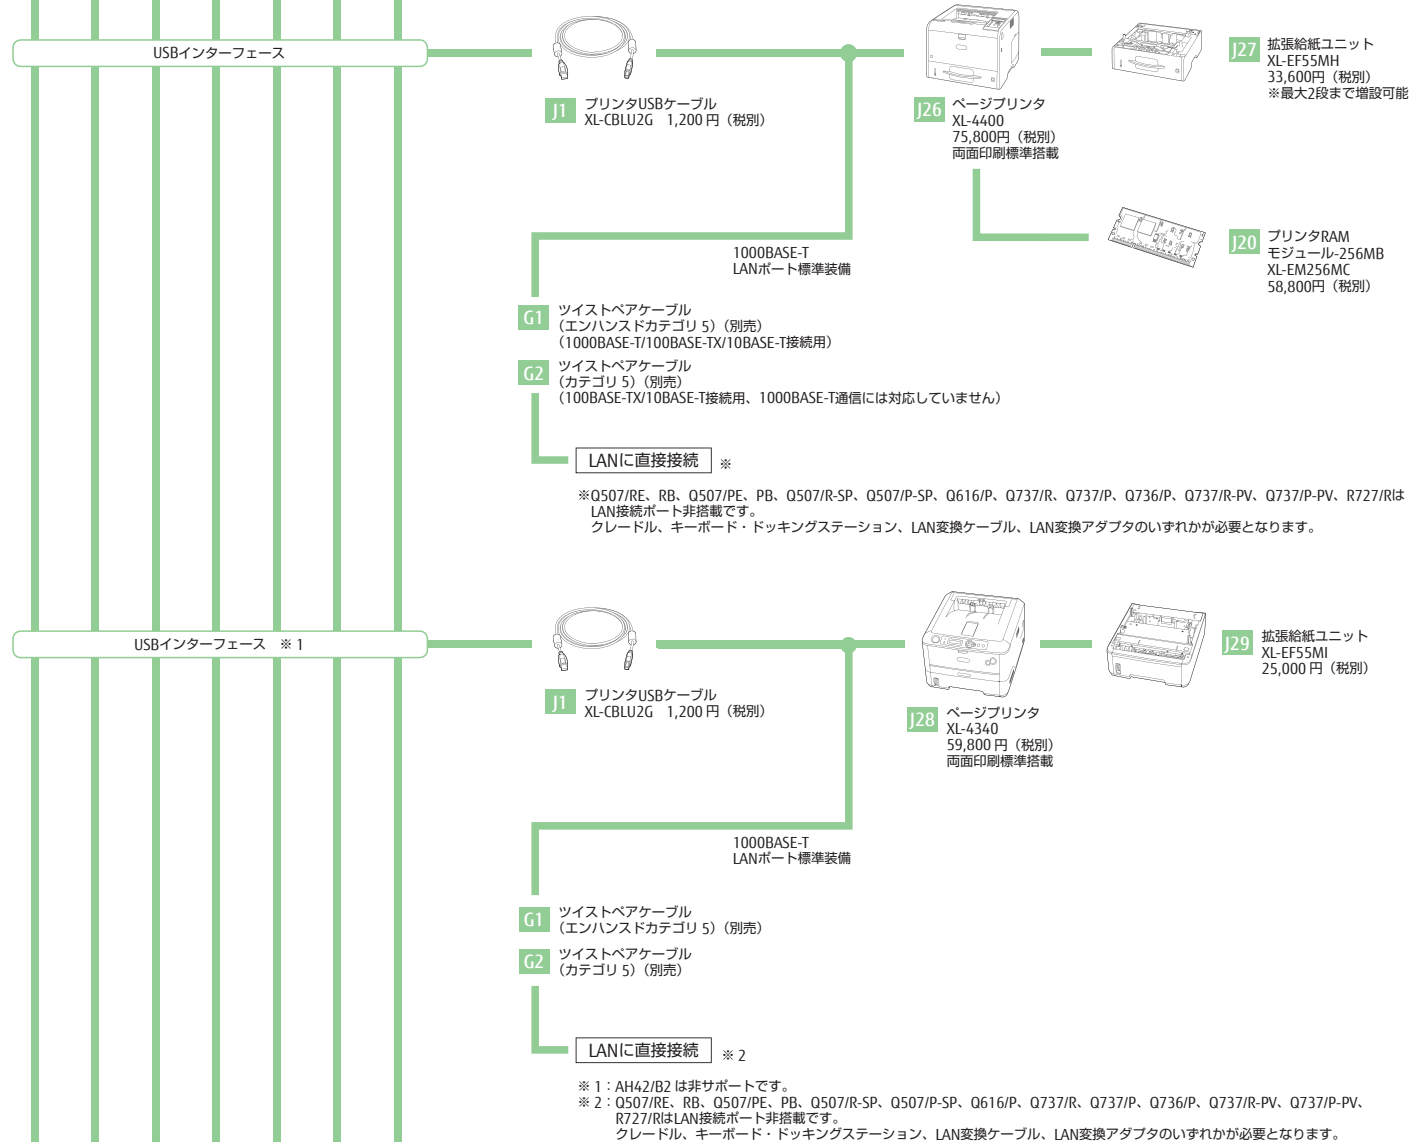 USBインターフェース
J1 プリンタUSBケーブル
XL-CBLU2G 1,200 円（税別）
J26 ページプリンタ
XL-4400
75,800円（税別）
両面印刷標準搭載
J27 拡張給紙ユニット
XL-EF55MH
33,600円（税別）
※最大2段まで増設可能
J20 プリンタRAM
モジュール-256MB
XL-EM256MC
58,800円（税別）
1000BASE-T
LANポート標準装備
G1 ツイストペアケーブル
（エンハンスドカテゴリ 5）（別売）
（1000BASE-T/100BASE-TX/10BASE-T接続用）
G2 ツイストペアケーブル
（カテゴリ 5）（別売）
（100BASE-TX/10BASE-T接続用、1000BASE-T通信には対応していません）
LANに直接接続 ※
※Q507/RE、RB、Q507/PE、PB、Q507/R-SP、Q507/P-SP、Q616/P、Q737/R、Q737/P、Q736/P、Q737/R-PV、Q737/P-PV、R727/Rは
LAN接続ポート非搭載です。
クレードル、キーボード・ドッキングステーション、LAN変換ケーブル、LAN変換アダプタのいずれかが必要となります。
USBインターフェース ※ 1
J1 プリンタUSBケーブル
XL-CBLU2G 1,200 円（税別）
J28 ページプリンタ
XL-4340
59,800 円（税別）
両面印刷標準搭載
J29 拡張給紙ユニット
XL-EF55MI
25,000 円（税別）
1000BASE-T
LANポート標準装備
G1 ツイストペアケーブル
（エンハンスドカテゴリ 5）（別売）
G2 ツイストペアケーブル
（カテゴリ 5）（別売）
LANに直接接続 ※ 2
※ 1：AH42/B2 は非サポートです。
※ 2：Q507/RE、RB、Q507/PE、PB、Q507/R-SP、Q507/P-SP、Q616/P、Q737/R、Q737/P、Q736/P、Q737/R-PV、Q737/P-PV、
R727/RはLAN接続ポート非搭載です。
クレードル、キーボード・ドッキングステーション、LAN変換ケーブル、LAN変換アダプタのいずれかが必要となります。